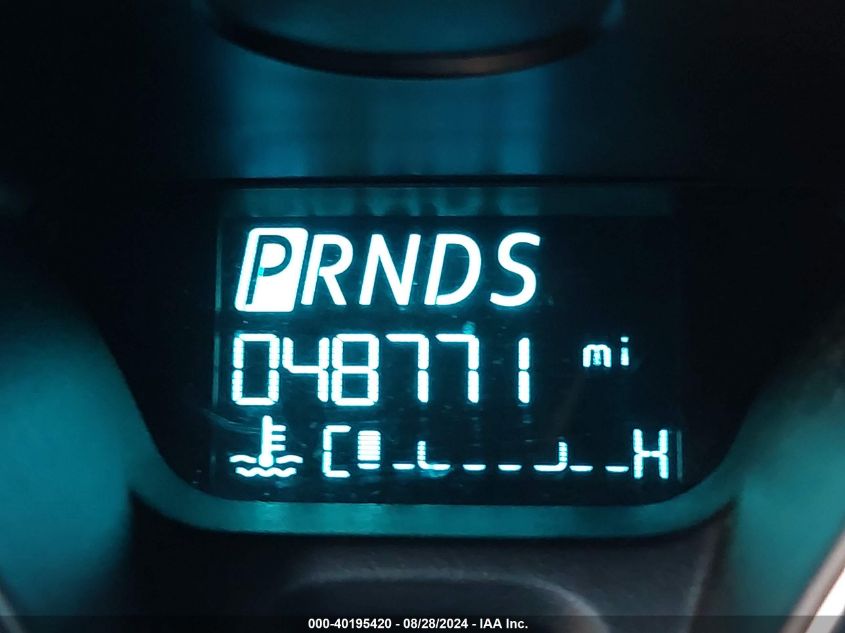 PRNDS
048771 mi
C H
000-40195420 - 08/28/2024 - IAA Inc.